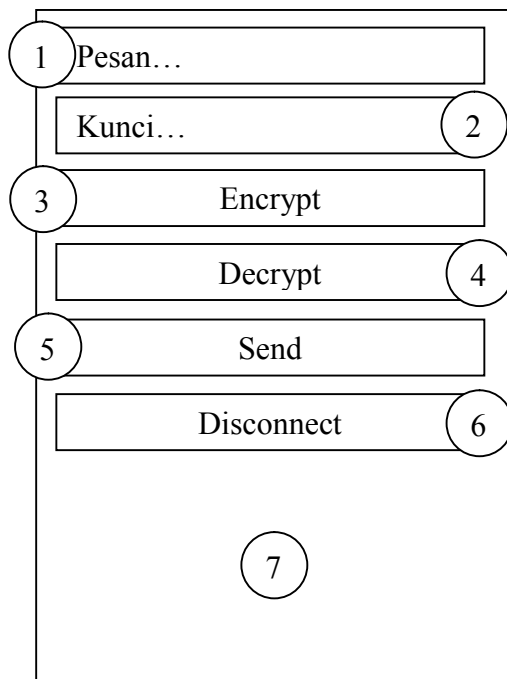 1 Pesan…
Kunci… 2
3 Encrypt
Decrypt 4
5 Send
Disconnect 6
7